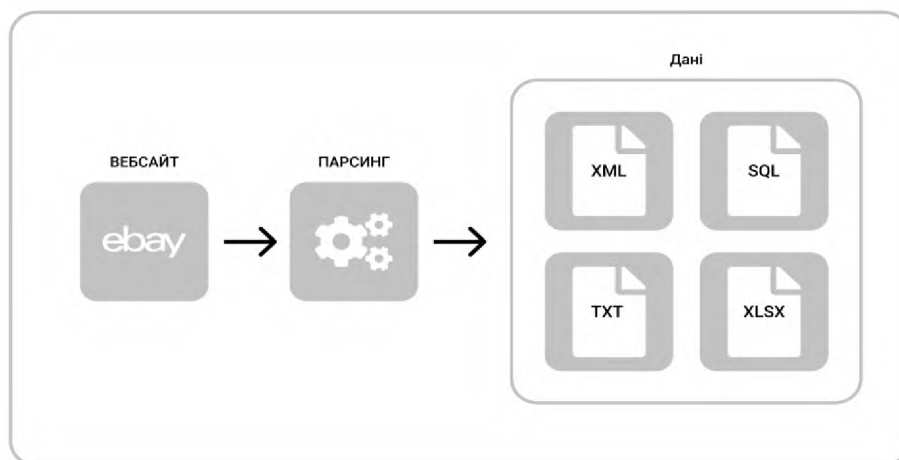 Дані
ВЕБСАЙТ
ПАРСИНГ
ebay
XML
SQL
TXT
XLSX